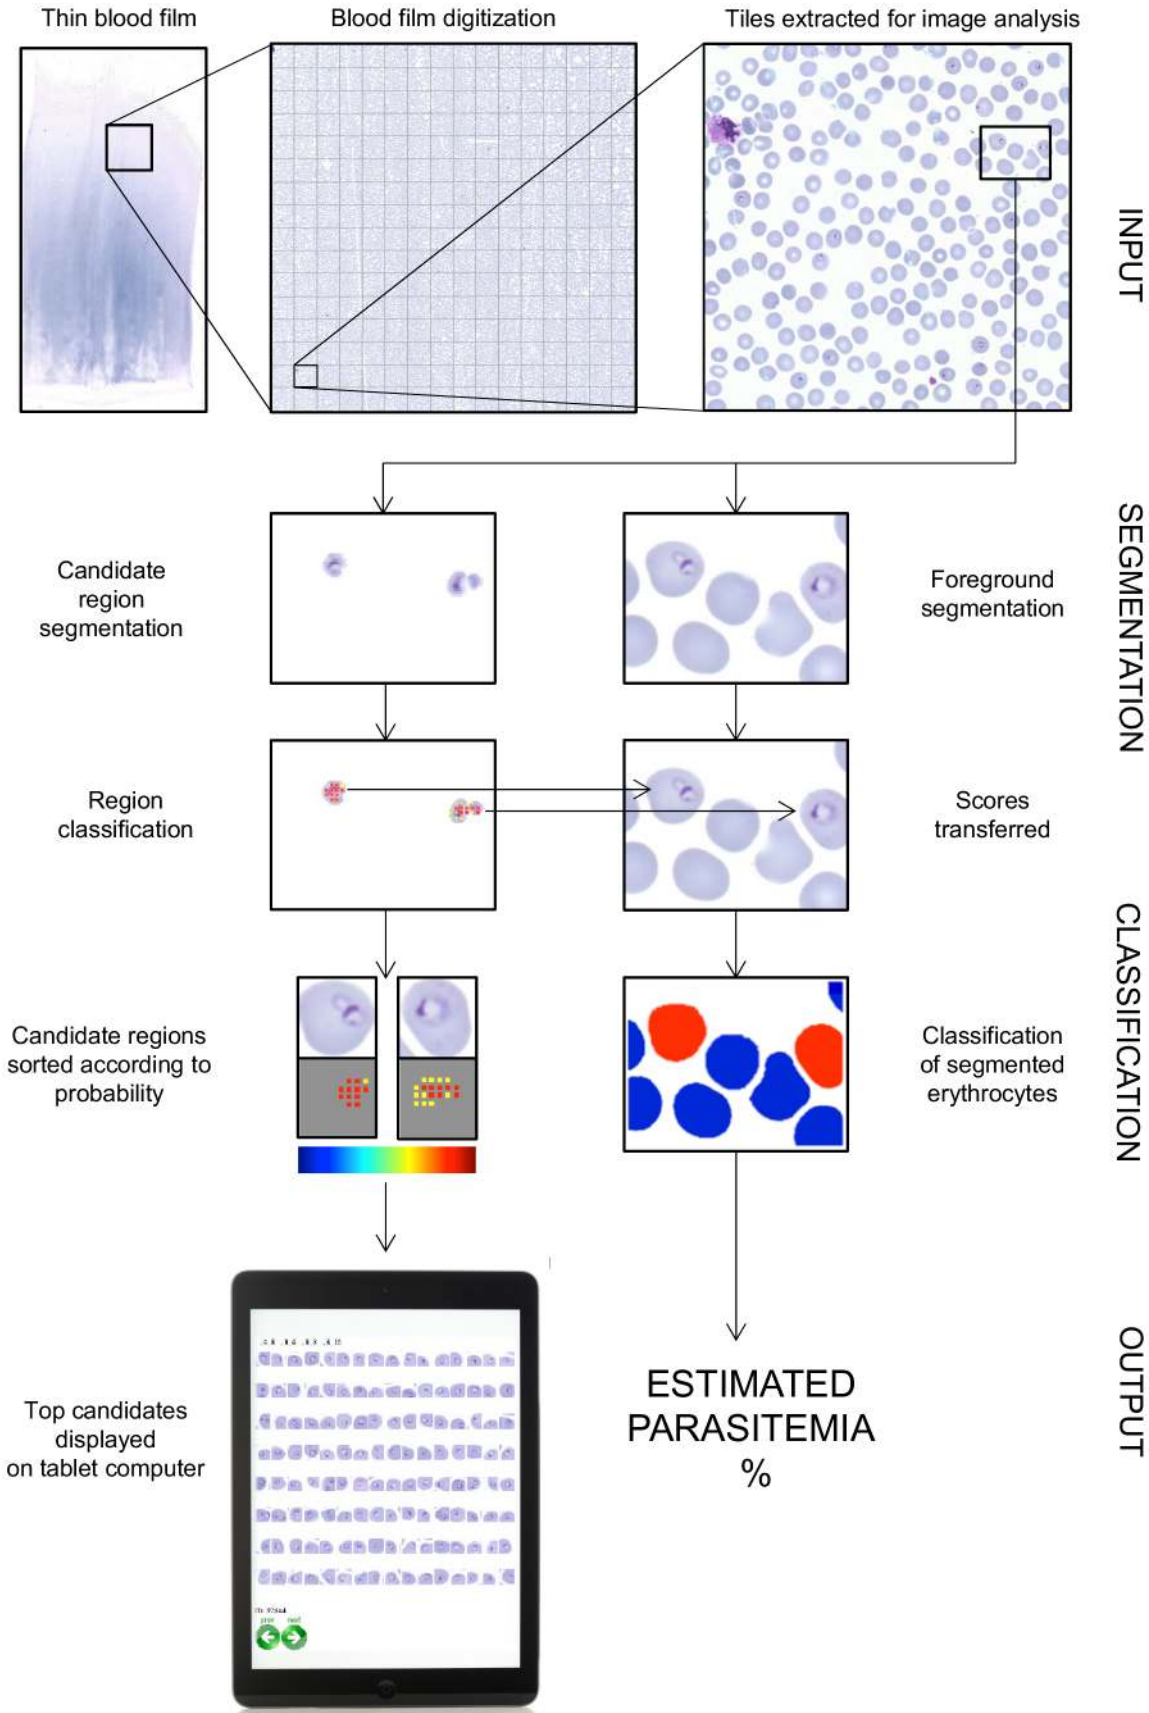 Thin blood film
Blood film digitization
Tiles extracted for image analysis
INPUT
SEGMENTATION
Candidate
region
segmentation
Foreground
segmentation
Region
classification
Scores
transferred
CLASSIFICATION
Candidate regions
sorted according to
probability
Classification
of segmented
erythrocytes
OUTPUT
Top candidates
displayed
on tablet computer
prev next
ESTIMATED
PARASITEMIA
%